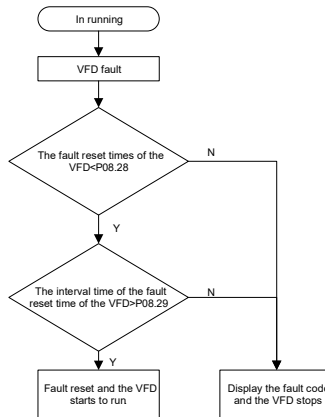 In running
VFD fault
The fault reset times of the
VFD<P08.28
N
Y
The interval time of the fault
reset time of the VFD>P08.29
N
Y
Fault reset and the VFD
starts to run
Display the fault code
and the VFD stops